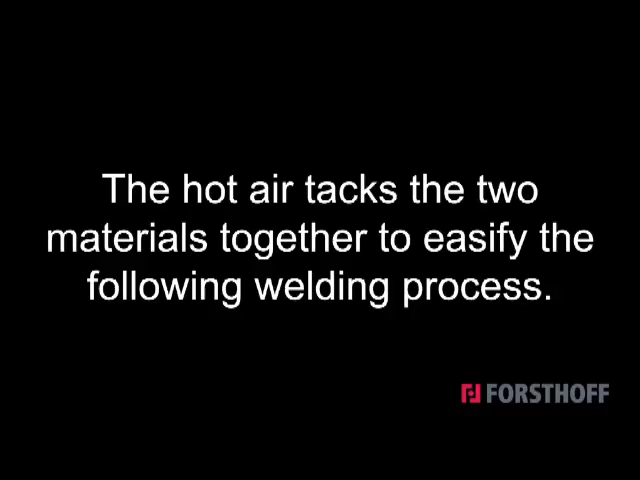 The hot air tacks the two
materials together to easify the
following welding process.
FORSTHOFF